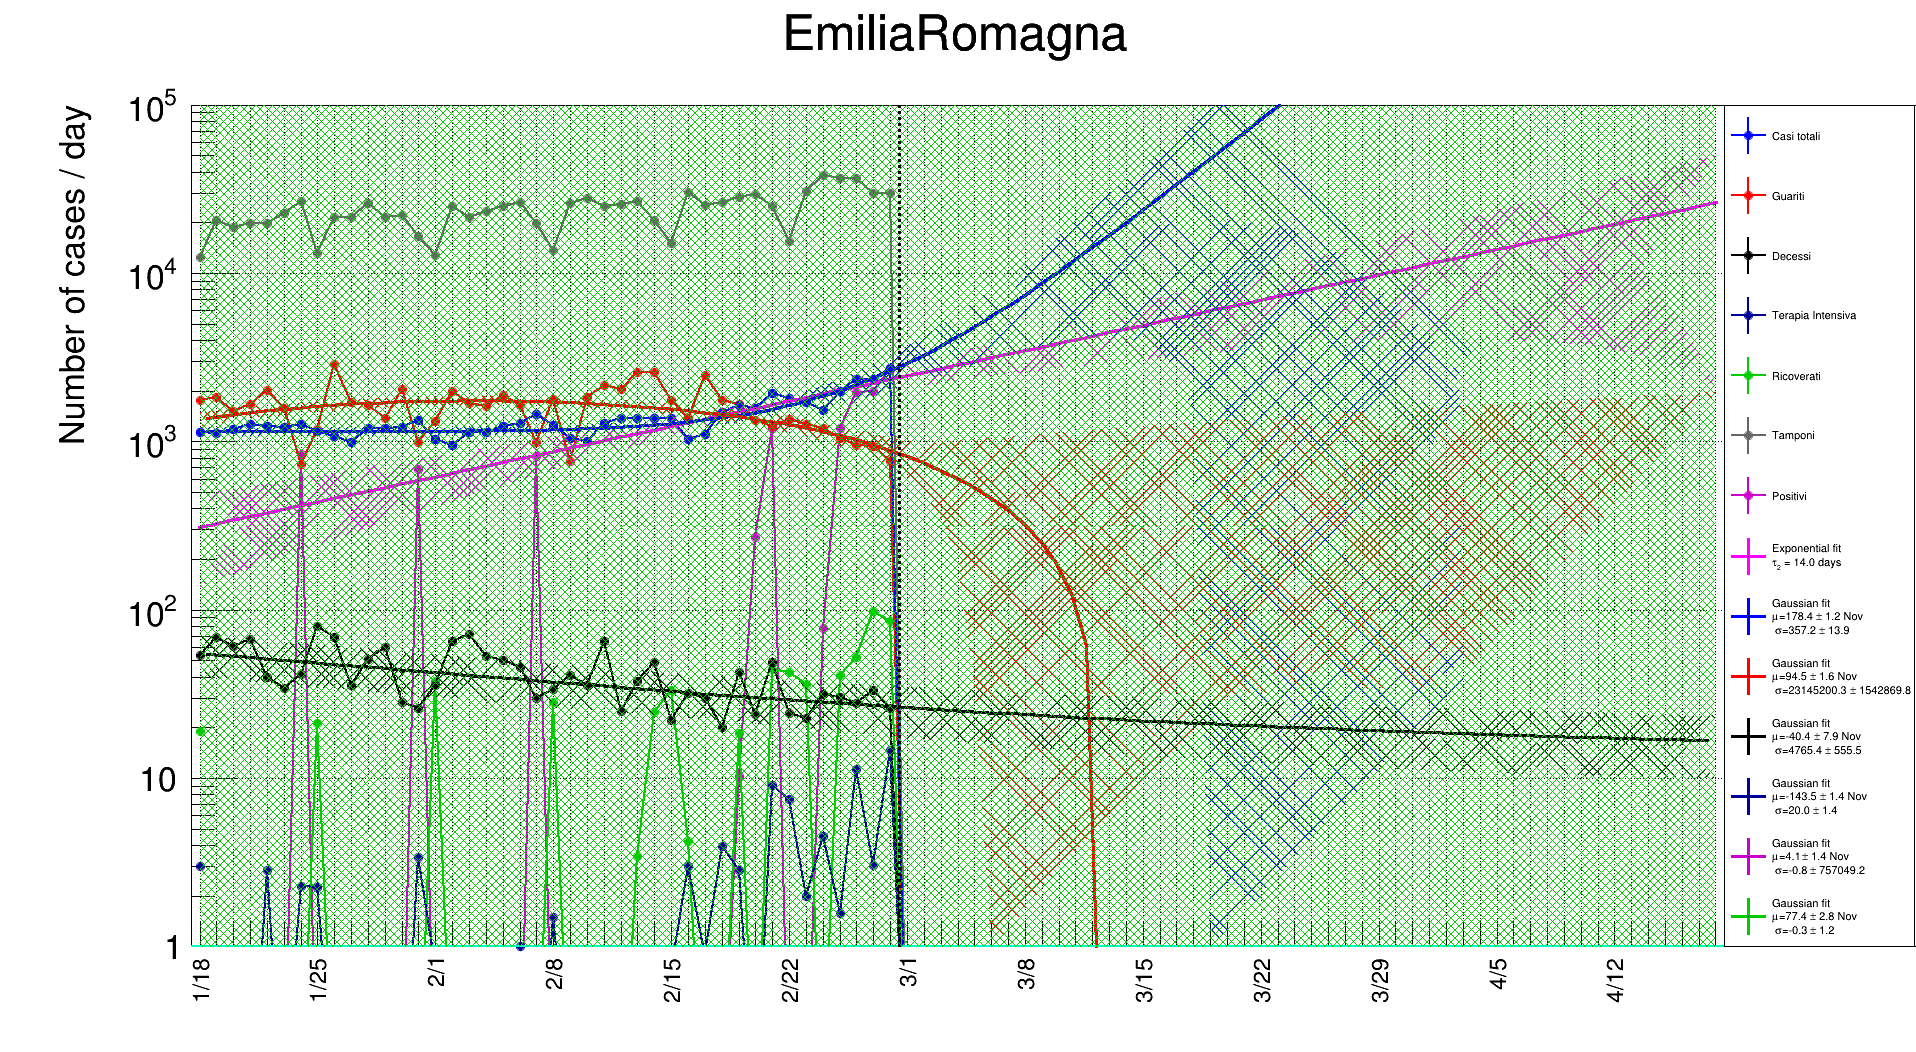 EmiliaRomagna
Number of cases / day
10^5
10^4
10^3
10^2
10
1
1/18
1/25
2/1
2/8
2/15
2/22
3/1
3/8
3/15
3/22
3/29
4/5
4/12
Casi totali
Guariti
Decessi
Terapia Intensiva
Ricoverati
Tamponi
Positivi
Exponential fit
τ_2 = 14.0 days
Gaussian fit
μ=178.4 ± 1.2 Nov
σ=357.2 ± 13.9
Gaussian fit
μ=94.5 ± 1.6 Nov
σ=23145200.3 ± 1542869.8
Gaussian fit
μ=-40.4 ± 7.9 Nov
σ=4765.4 ± 555.5
Gaussian fit
μ=-143.5 ± 1.4 Nov
σ=20.0 ± 1.4
Gaussian fit
μ=4.1 ± 1.4 Nov
σ=-0.8 ± 757049.2
Gaussian fit
μ=77.4 ± 2.8 Nov
σ=-0.3 ± 1.2